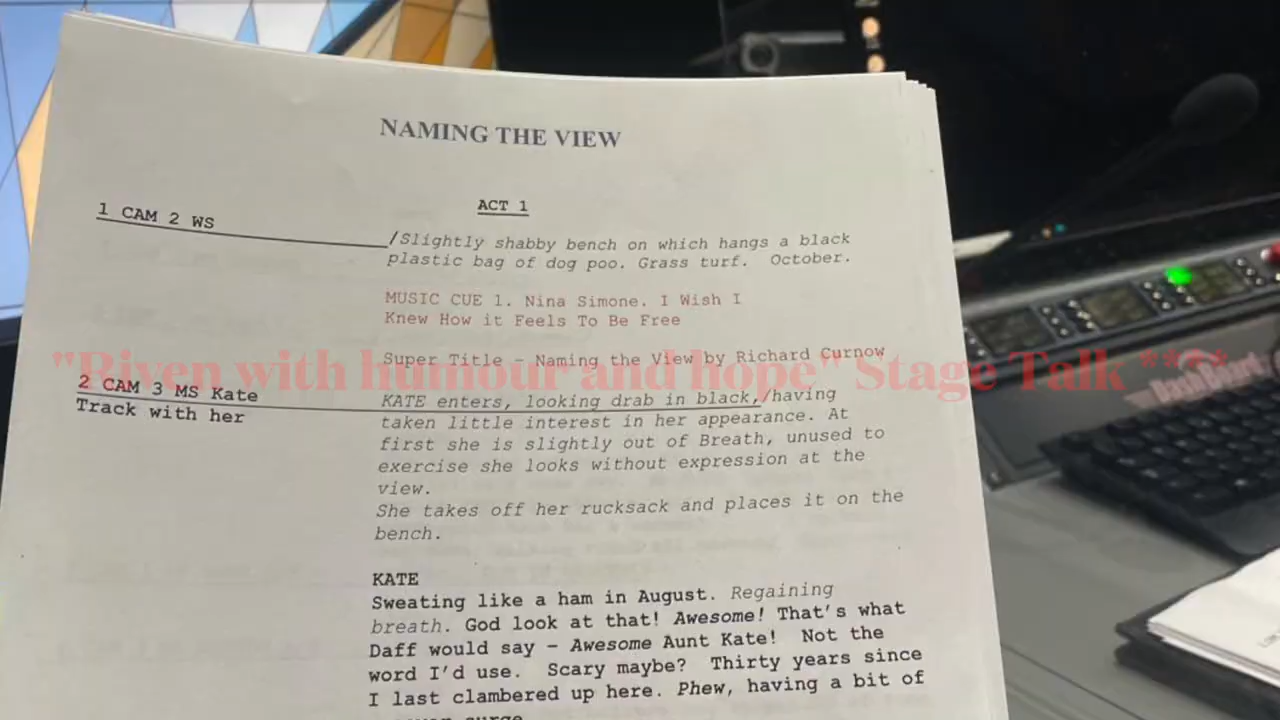 NAMING THE VIEW
ACT 1
1 CAM 2 WS
/Slightly shabby bench on which hangs a black
plastic bag of dog poo. Grass turf. October.
MUSIC CUE 1. Nina Simone. I Wish I
Knew How it Feels To Be Free
Super Title – Naming the View by Richard Curnow
"Riven with humour and hope" Stage Talk ****
2 CAM 3 MS Kate
Track with her
KATE enters, looking drab in black,/having
taken little interest in her appearance. At
first she is slightly out of Breath, unused to
exercise she looks without expression at the
view.
She takes off her rucksack and places it on the
bench.
KATE
Sweating like a ham in August. Regaining
breath. God look at that! Awesome! That's what
Daff would say – Awesome Aunt Kate! Not the
word I'd use. Scary maybe? Thirty years since
I last clambered up here. Phew, having a bit of
surge